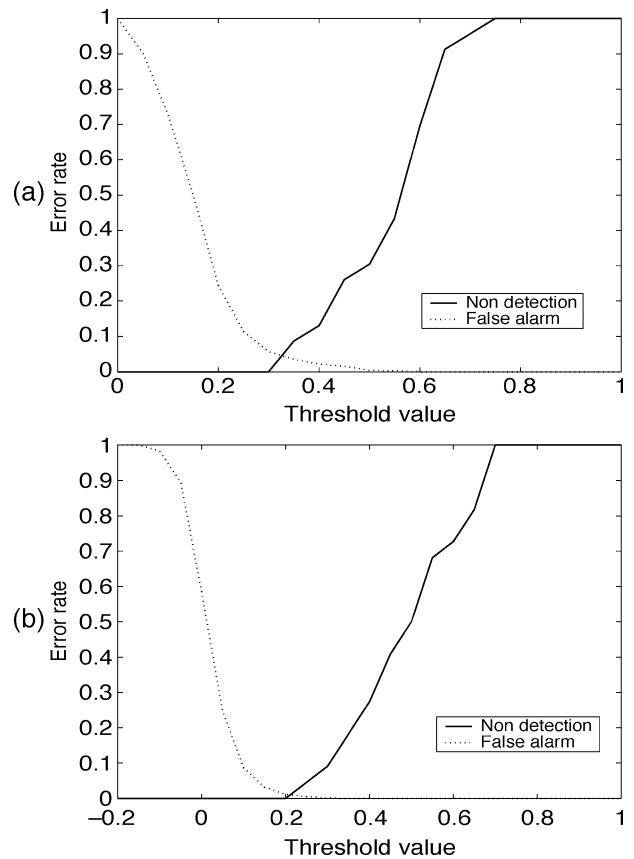 1
0.9
0.8
0.7
0.6
0.5
0.4
0.3
0.2
0.1
0
(a)
Error rate
Non detection
False alarm
0 0.2 0.4 0.6 0.8 1
Threshold value
1
0.9
0.8
0.7
0.6
0.5
0.4
0.3
0.2
0.1
0
(b)
Error rate
Non detection
False alarm
–0.2 0 0.2 0.4 0.6 0.8 1
Threshold value